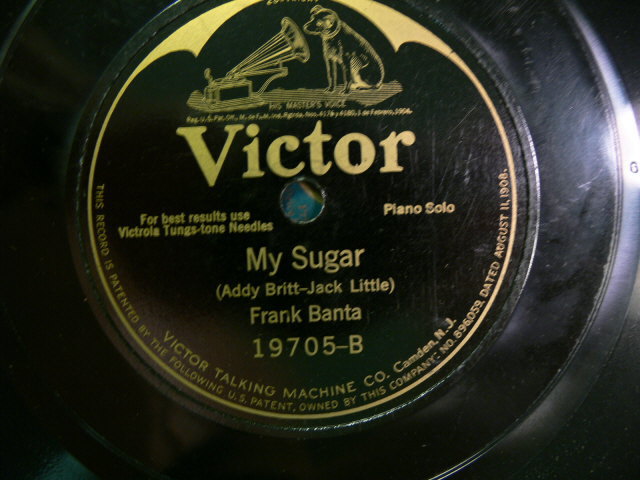 HIS MASTER'S VOICE
Victor
For best results use
Victrola Tungs-tone Needles
Piano Solo
My Sugar
(Addy Britt–Jack Little)
Frank Banta
19705-B
VICTOR TALKING MACHINE CO. Camden, N.J.
THIS RECORD IS PATENTED BY THE FOLLOWING U.S. PATENT, OWNED BY THIS COMPANY: NO. 896,059, DATED AUGUST 11, 1908.
G